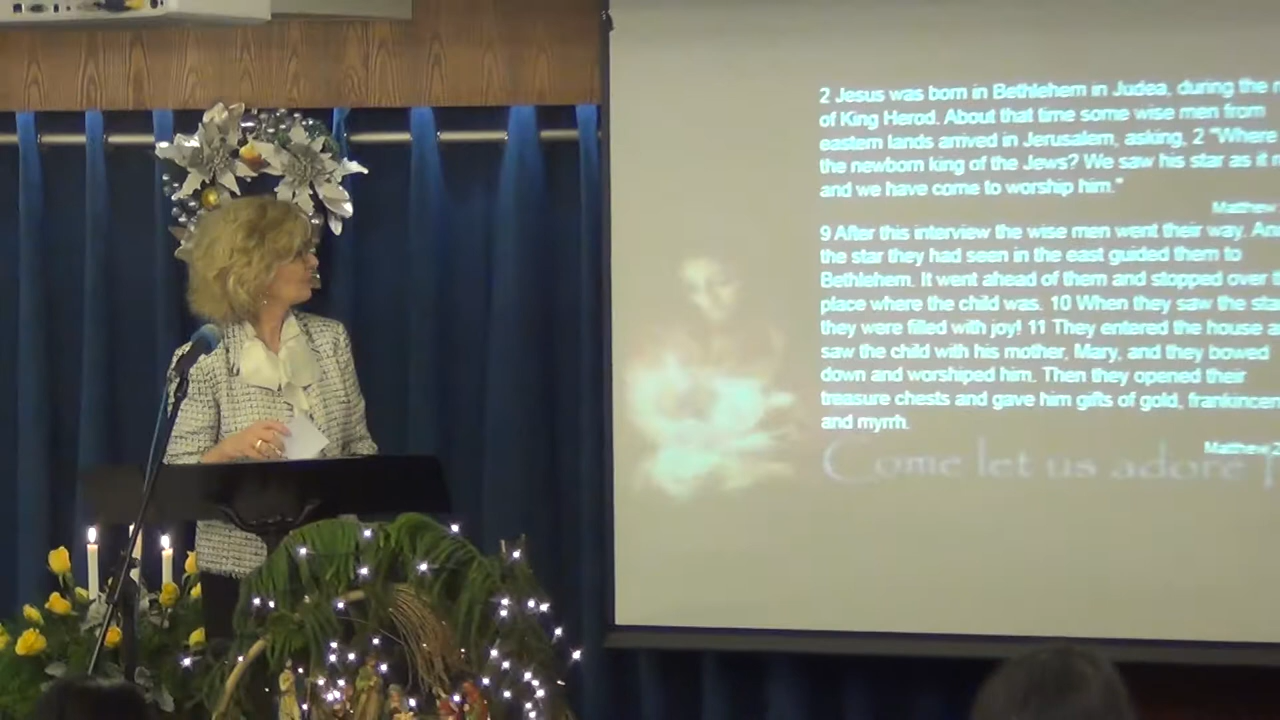 2 Jesus was born in Bethlehem in Judea, during the
of King Herod. About that time some wise men from
eastern lands arrived in Jerusalem, asking, 2 "Where
the newborn king of the Jews? We saw his star as it
and we have come to worship him."
Matthew
9 After this interview the wise men went their way. And
the star they had seen in the east guided them to
Bethlehem. It went ahead of them and stopped over
place where the child was. 10 When they saw the
they were filled with joy! 11 They entered the house
saw the child with his mother, Mary, and they bowed
down and worshiped him. Then they opened their
treasure chests and gave him gifts of gold,
and myrrh.
Matthew 2
Come let us adore